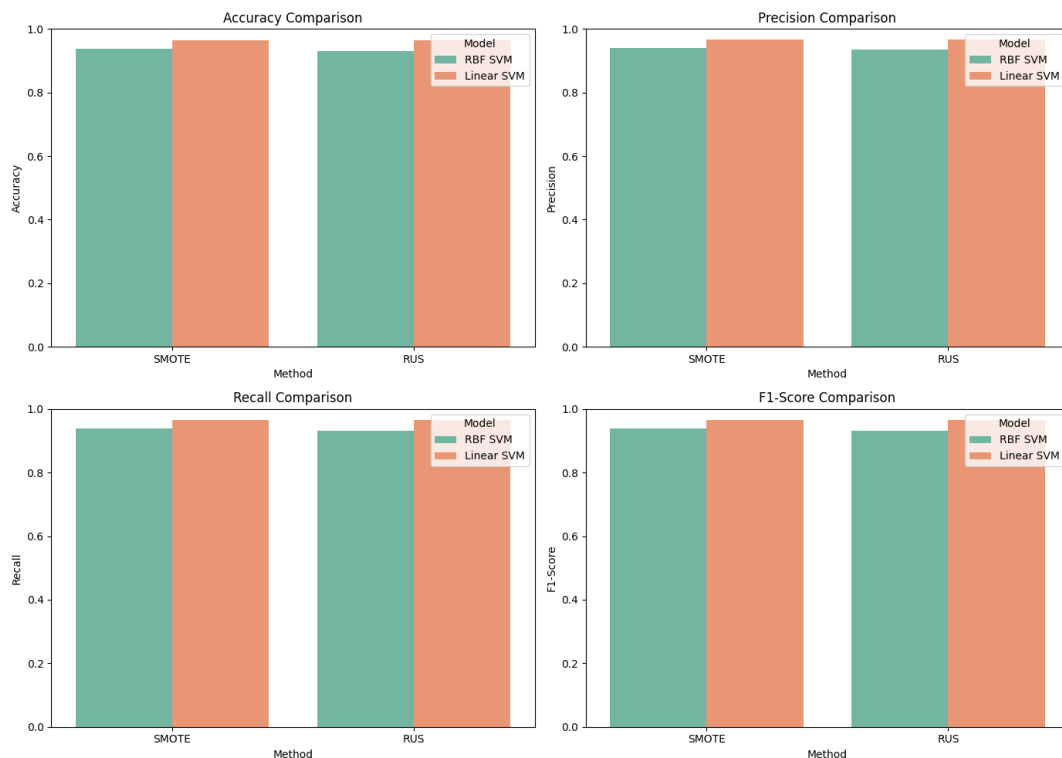 Accuracy Comparison
1.0
0.8
0.6
0.4
0.2
0.0
Accuracy
Model
RBF SVM
Linear SVM
SMOTE
RUS
Method
Precision Comparison
1.0
0.8
0.6
0.4
0.2
0.0
Precision
Model
RBF SVM
Linear SVM
SMOTE
RUS
Method
Recall Comparison
1.0
0.8
0.6
0.4
0.2
0.0
Recall
Model
RBF SVM
Linear SVM
SMOTE
RUS
Method
F1-Score Comparison
1.0
0.8
0.6
0.4
0.2
0.0
F1-Score
Model
RBF SVM
Linear SVM
SMOTE
RUS
Method